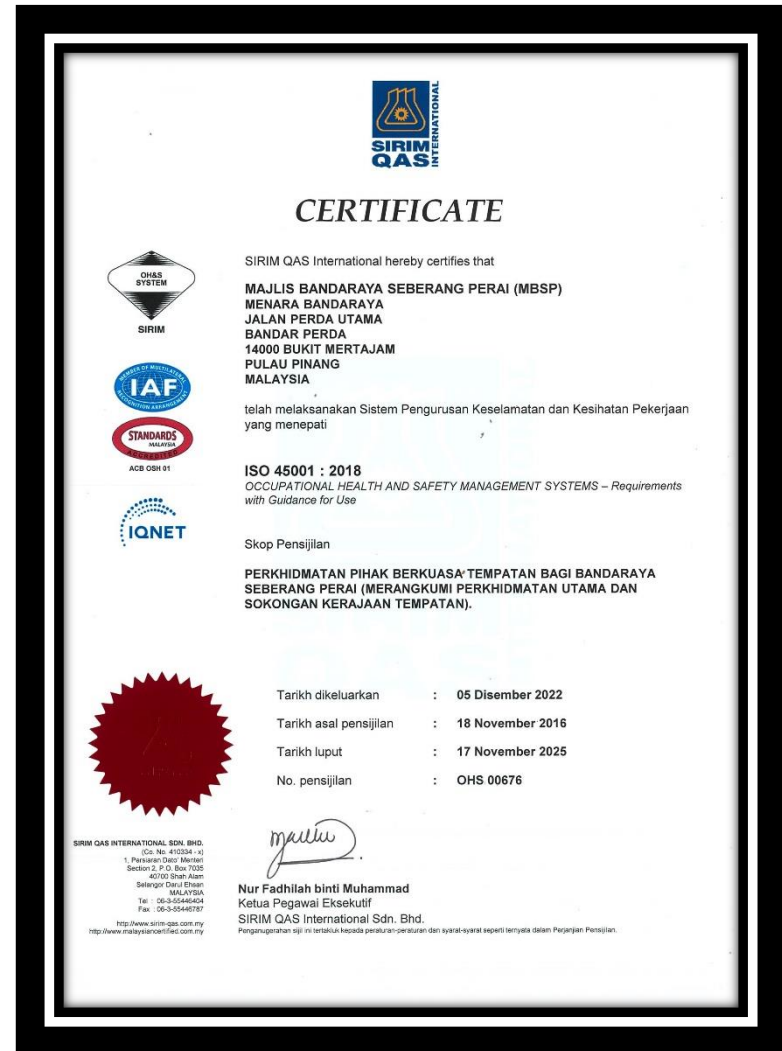 SIRIM
QAS
INTERNATIONAL
CERTIFICATE
OH&S
SYSTEM
SIRIM
MEMBER OF MULTILATERAL
IAF
RECOGNITION ARRANGEMENT
STANDARDS
MALAYSIA
ACCREDITED
ACB OSH 01
IQNET
SIRIM QAS International hereby certifies that
MAJLIS BANDARAYA SEBERANG PERAI (MBSP)
MENARA BANDARAYA
JALAN PERDA UTAMA
BANDAR PERDA
14000 BUKIT MERTAJAM
PULAU PINANG
MALAYSIA
telah melaksanakan Sistem Pengurusan Keselamatan dan Kesihatan Pekerjaan
yang menepati
ISO 45001 : 2018
OCCUPATIONAL HEALTH AND SAFETY MANAGEMENT SYSTEMS – Requirements
with Guidance for Use
Skop Pensijilan
PERKHIDMATAN PIHAK BERKUASA TEMPATAN BAGI BANDARAYA
SEBERANG PERAI (MERANGKUMI PERKHIDMATAN UTAMA DAN
SOKONGAN KERAJAAN TEMPATAN).
Tarikh dikeluarkan : 05 Disember 2022
Tarikh asal pensijilan : 18 November 2016
Tarikh luput : 17 November 2025
No. pensijilan : OHS 00676
SIRIM QAS INTERNATIONAL SDN. BHD.
(Co. No. 410334 - x)
1, Persiaran Dato' Menteri
Section 2, P.O. Box 7035
40700 Shah Alam
Selangor Darul Ehsan
MALAYSIA
Tel : 06-3-55446404
Fax : 06-3-55446787
http://www.sirim-qas.com.my
http://www.malaysiancertified.com.my
Nur Fadhilah binti Muhammad
Ketua Pegawai Eksekutif
SIRIM QAS International Sdn. Bhd.
Penganugerahan sijil ini tertakluk kepada peraturan-peraturan dan syarat-syarat seperti ternyata dalam Perjanjian Pensijilan.